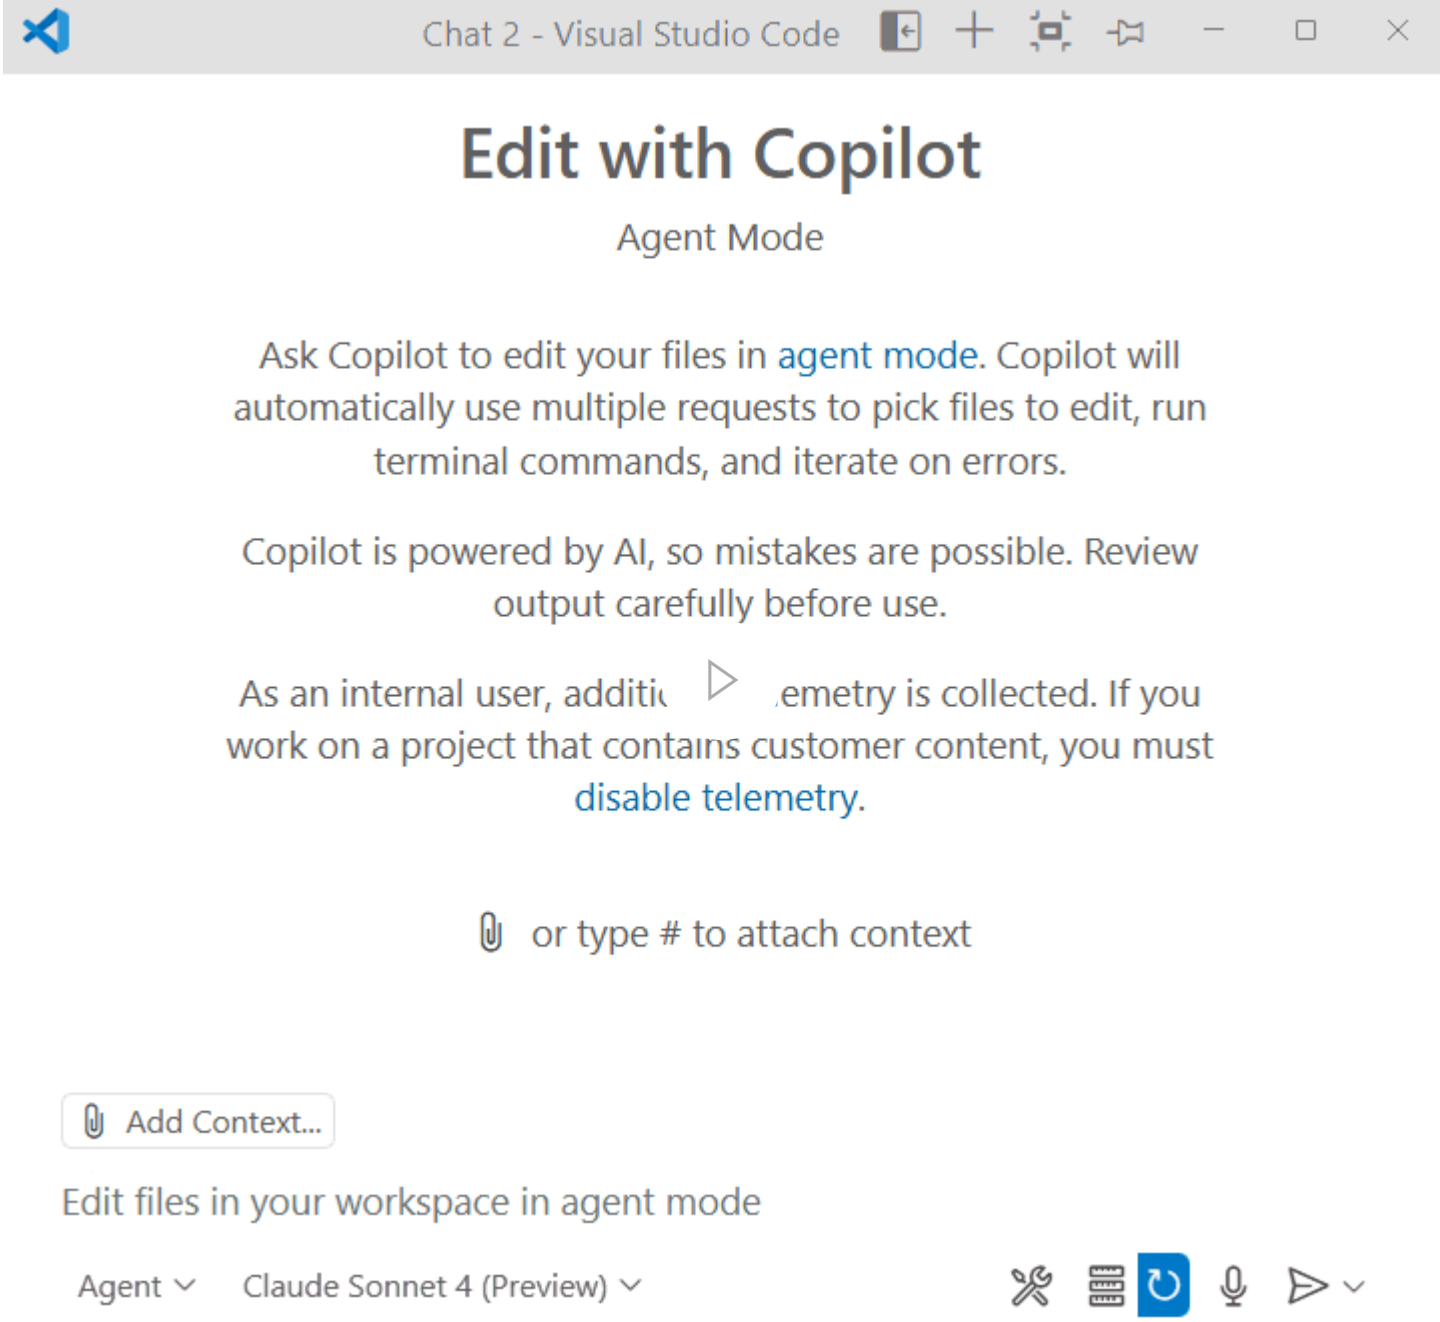 Chat 2 - Visual Studio Code
Edit with Copilot
Agent Mode
Ask Copilot to edit your files in agent mode. Copilot will
automatically use multiple requests to pick files to edit, run
terminal commands, and iterate on errors.
Copilot is powered by AI, so mistakes are possible. Review
output carefully before use.
As an internal user, is collected. If you
work on a project that contains customer content, you must
disable telemetry.
or type # to attach context
Add Context...
Edit files in your workspace in agent mode
Agent
Claude Sonnet 4 (Preview)